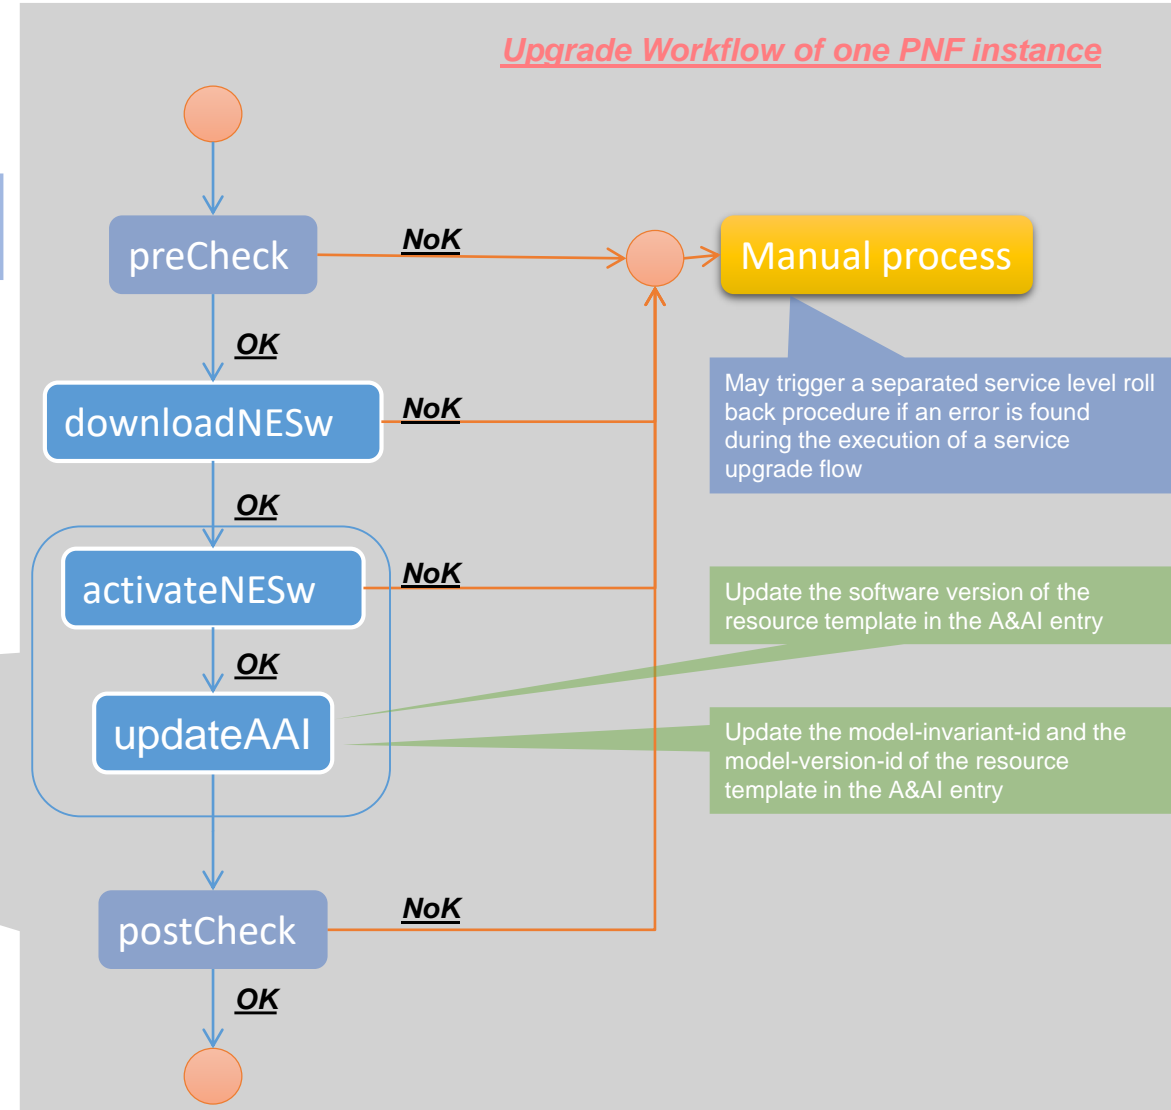 Upgrade Workflow of one PNF instance
preCheck
NoK
Manual process
OK
May trigger a separated service level roll
back procedure if an error is found
during the execution of a service
upgrade flow
downloadNESw
NoK
OK
activateNESw
NoK
Update the software version of the
resource template in the A&AI entry
OK
updateAAI
Update the model-invariant-id and the
model-version-id of the resource
template in the A&AI entry
postCheck
NoK
OK